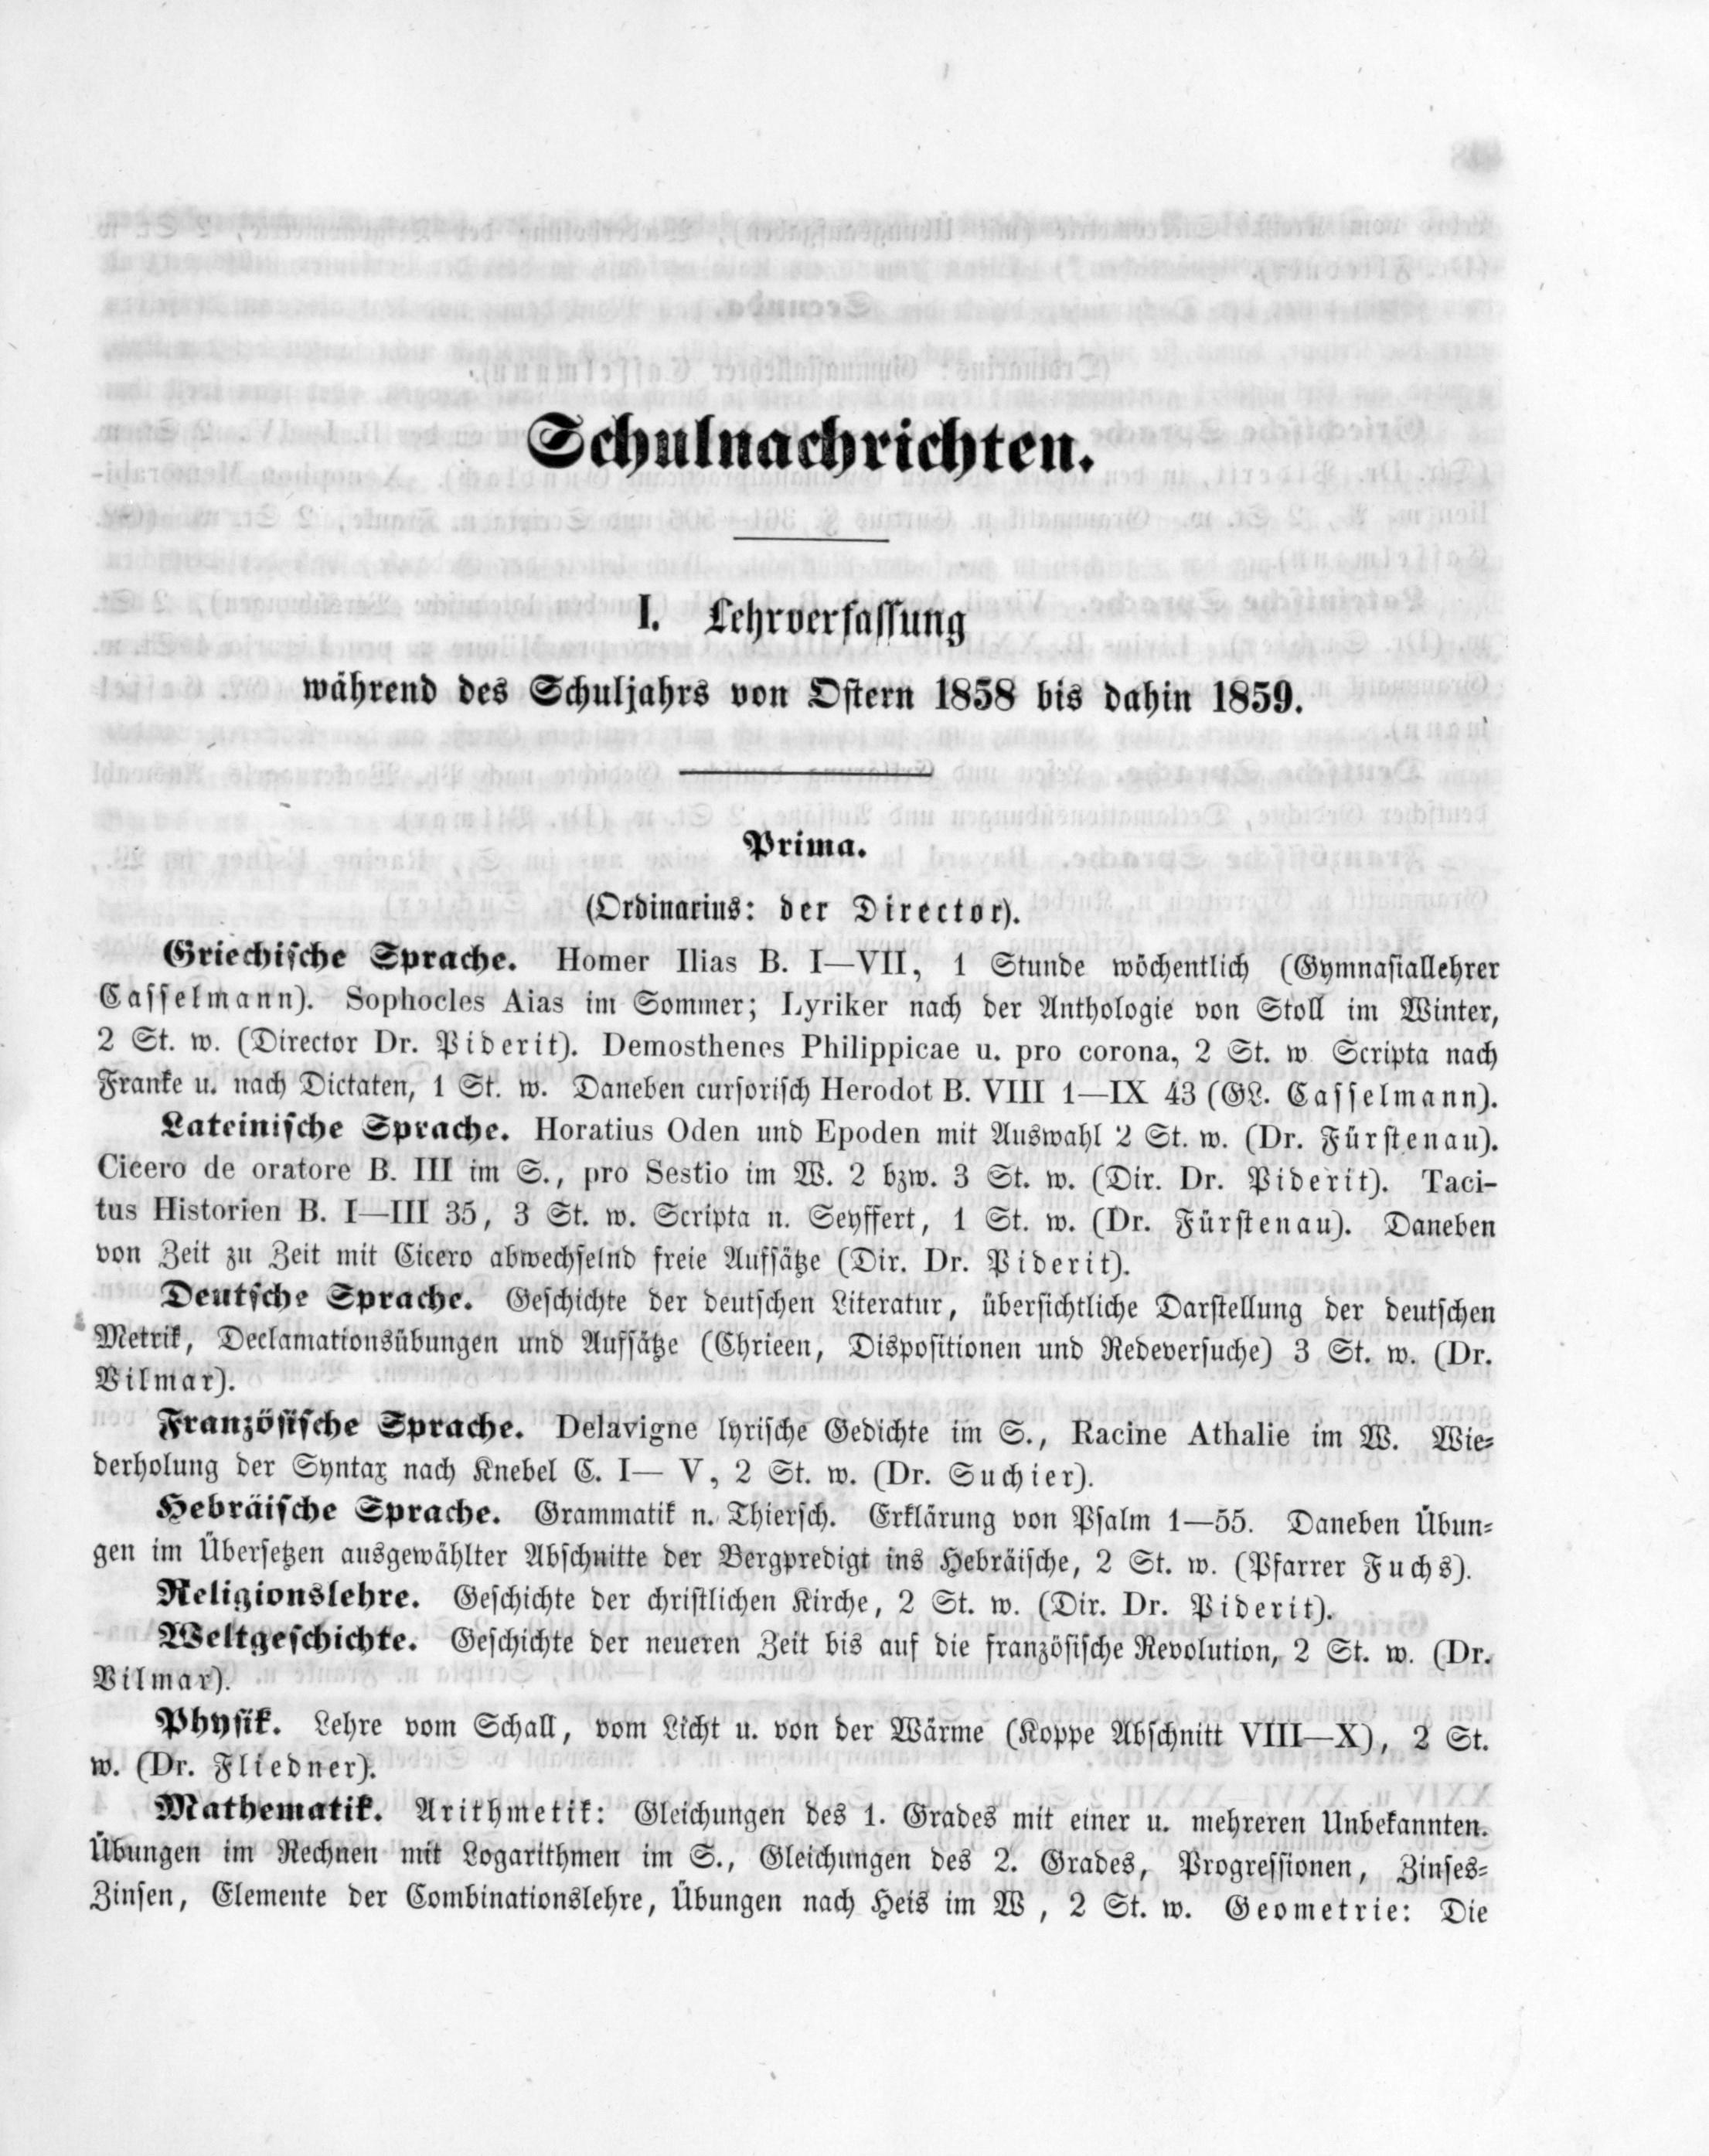 Schulnachrichten.
I. Lehrverfassung
während des Schuljahrs von Ostern 1858 bis dahin 1859.
Prima.
(Ordinarius: der Director).
Griechische Sprache. Homer Ilias B. I—VII, 1 Stunde wöchentlich (Gymnasiallehrer
Casselmann). Sophocles Aias im Sommer; Lyriker nach der Anthologie von Stoll im Winter,
2 St. w. (Director Dr. Piderit). Demosthenes Philippicae u. pro corona, 2 St. w Scripta nach
Franke u. nach Dictaten, 1 St. w. Daneben cursorisch Herodot B. VIII 1—IX 43 (GL. Casselmann).
Lateinische Sprache. Horatius Oden und Epoden mit Auswahl 2 St. w. (Dr. Fürstenau).
Cicero de oratore B. III im S., pro Sestio im W. 2 bzw. 3 St. w. (Dir. Dr. Piderit). Taci-
tus Historien B. I—III 35, 3 St. w. Scripta n. Seyffert, 1 St. w. (Dr. Fürstenau). Daneben
von Zeit zu Zeit mit Cicero abwechselnd freie Aufsätze (Dir. Dr. Piderit).
Deutsche Sprache. Geschichte der deutschen Literatur, übersichtliche Darstellung der deutschen
Metrik, Declamationsübungen und Aufsätze (Chrieen, Dispositionen und Redeversuche) 3 St. w. (Dr.
Vilmar).
Französische Sprache. Delavigne lyrische Gedichte im S., Racine Athalie im W. Wie-
derholung der Syntax nach Knebel C. I— V, 2 St. w. (Dr. Suchier).
Hebräische Sprache. Grammatik n. Thiersch. Erklärung von Psalm 1—55. Daneben Übun-
gen im Übersetzen ausgewählter Abschnitte der Bergpredigt ins Hebräische, 2 St. w. (Pfarrer Fuchs).
Religionslehre. Geschichte der christlichen Kirche, 2 St. w. (Dir. Dr. Piderit).
Weltgeschichte. Geschichte der neueren Zeit bis auf die französische Revolution, 2 St. w. (Dr.
Vilmar).
Physik. Lehre vom Schall, vom Licht u. von der Wärme (Koppe Abschnitt VIII—X), 2 St.
w. (Dr. Fliedner).
Mathematik. Arithmetik: Gleichungen des 1. Grades mit einer u. mehreren Unbekannten.
Übungen im Rechnen mit Logarithmen im S., Gleichungen des 2. Grades, Progressionen, Zinses-
Zinsen, Elemente der Combinationslehre, Übungen nach Heis im W , 2 St. w. Geometrie: Die